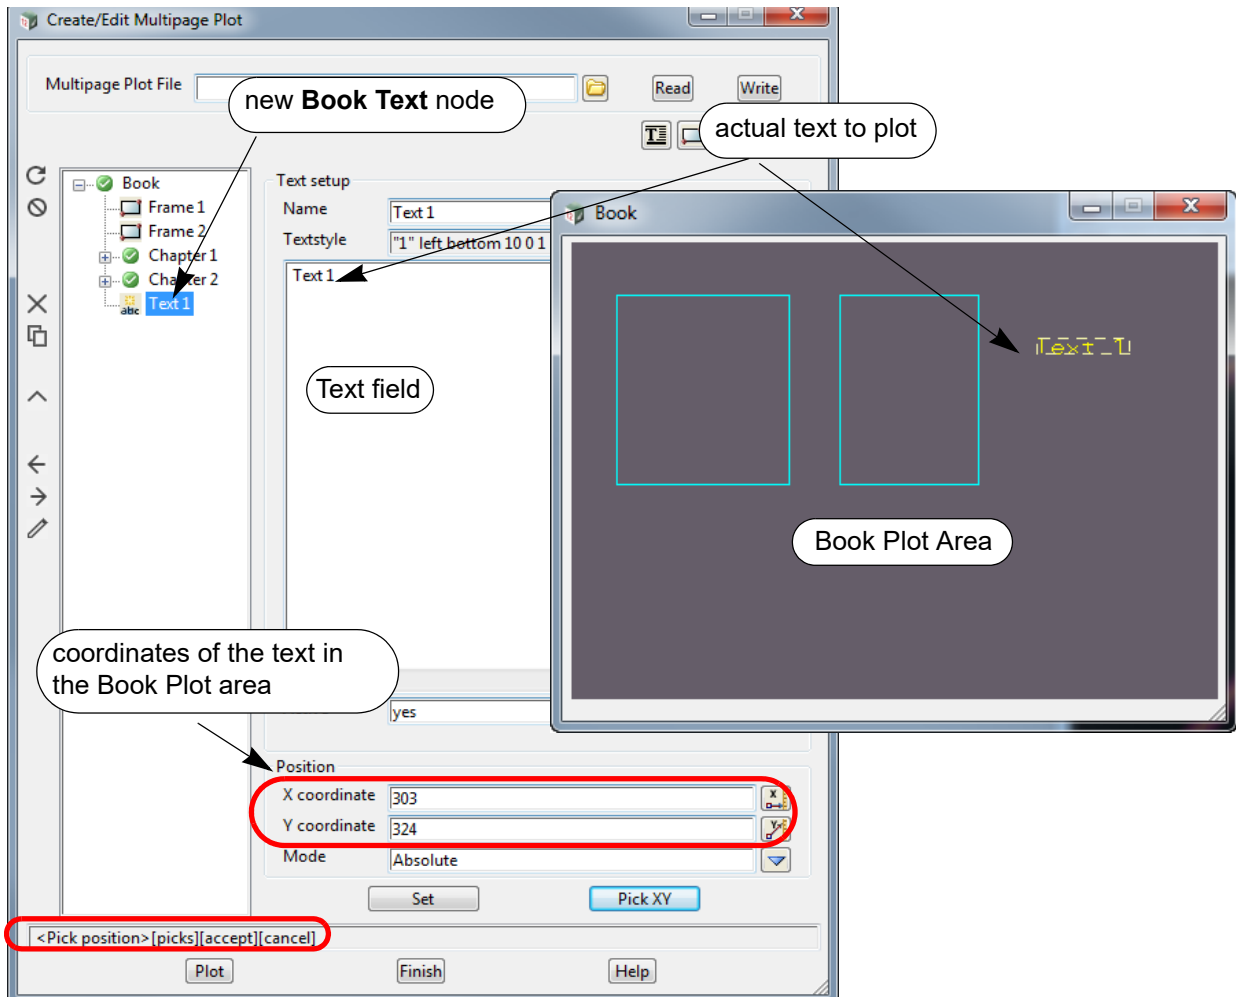 Create/Edit Multipage Plot
Multipage Plot File
Read
Write
new Book Text node
actual text to plot
Book
Frame 1
Frame 2
Chapter 1
Chapter 2
abc
Text 1
Text setup
Name
Text 1
Textstyle
"1" left bottom 10 0 1
Text 1
Text field
Book
Text 1
Book Plot Area
coordinates of the text in
the Book Plot area
yes
Position
X coordinate
303
Y coordinate
324
Mode
Absolute
Set
Pick XY
<Pick position>[picks][accept][cancel]
Plot
Finish
Help